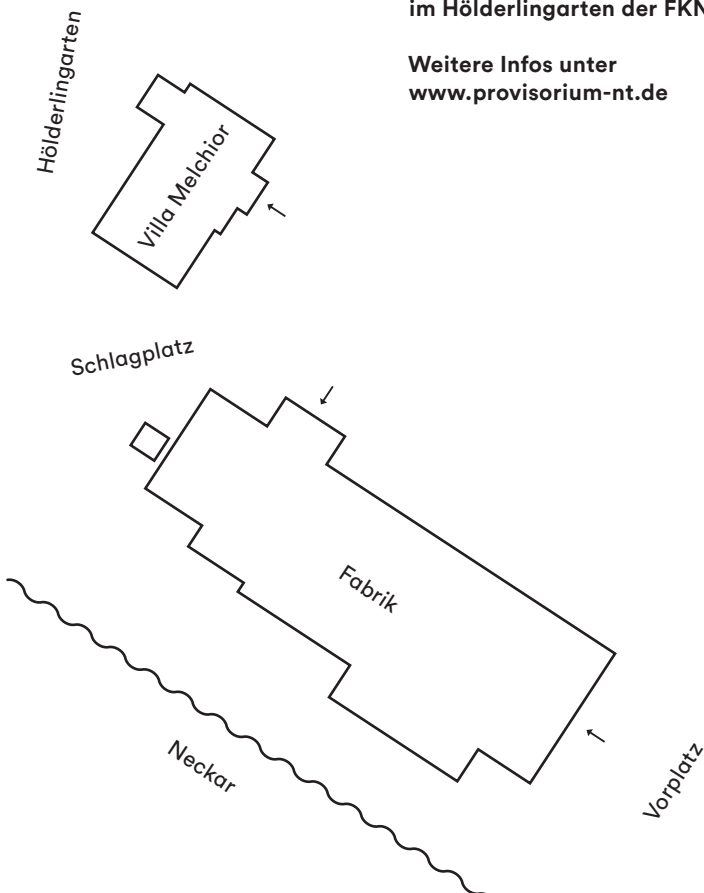 im Hölderlingarten der FKN
Weitere Infos unter
www.provisorium-nt.de
Hölderlingarten
Villa Melchior
Schlagplatz
Fabrik
Neckar
Vorplatz